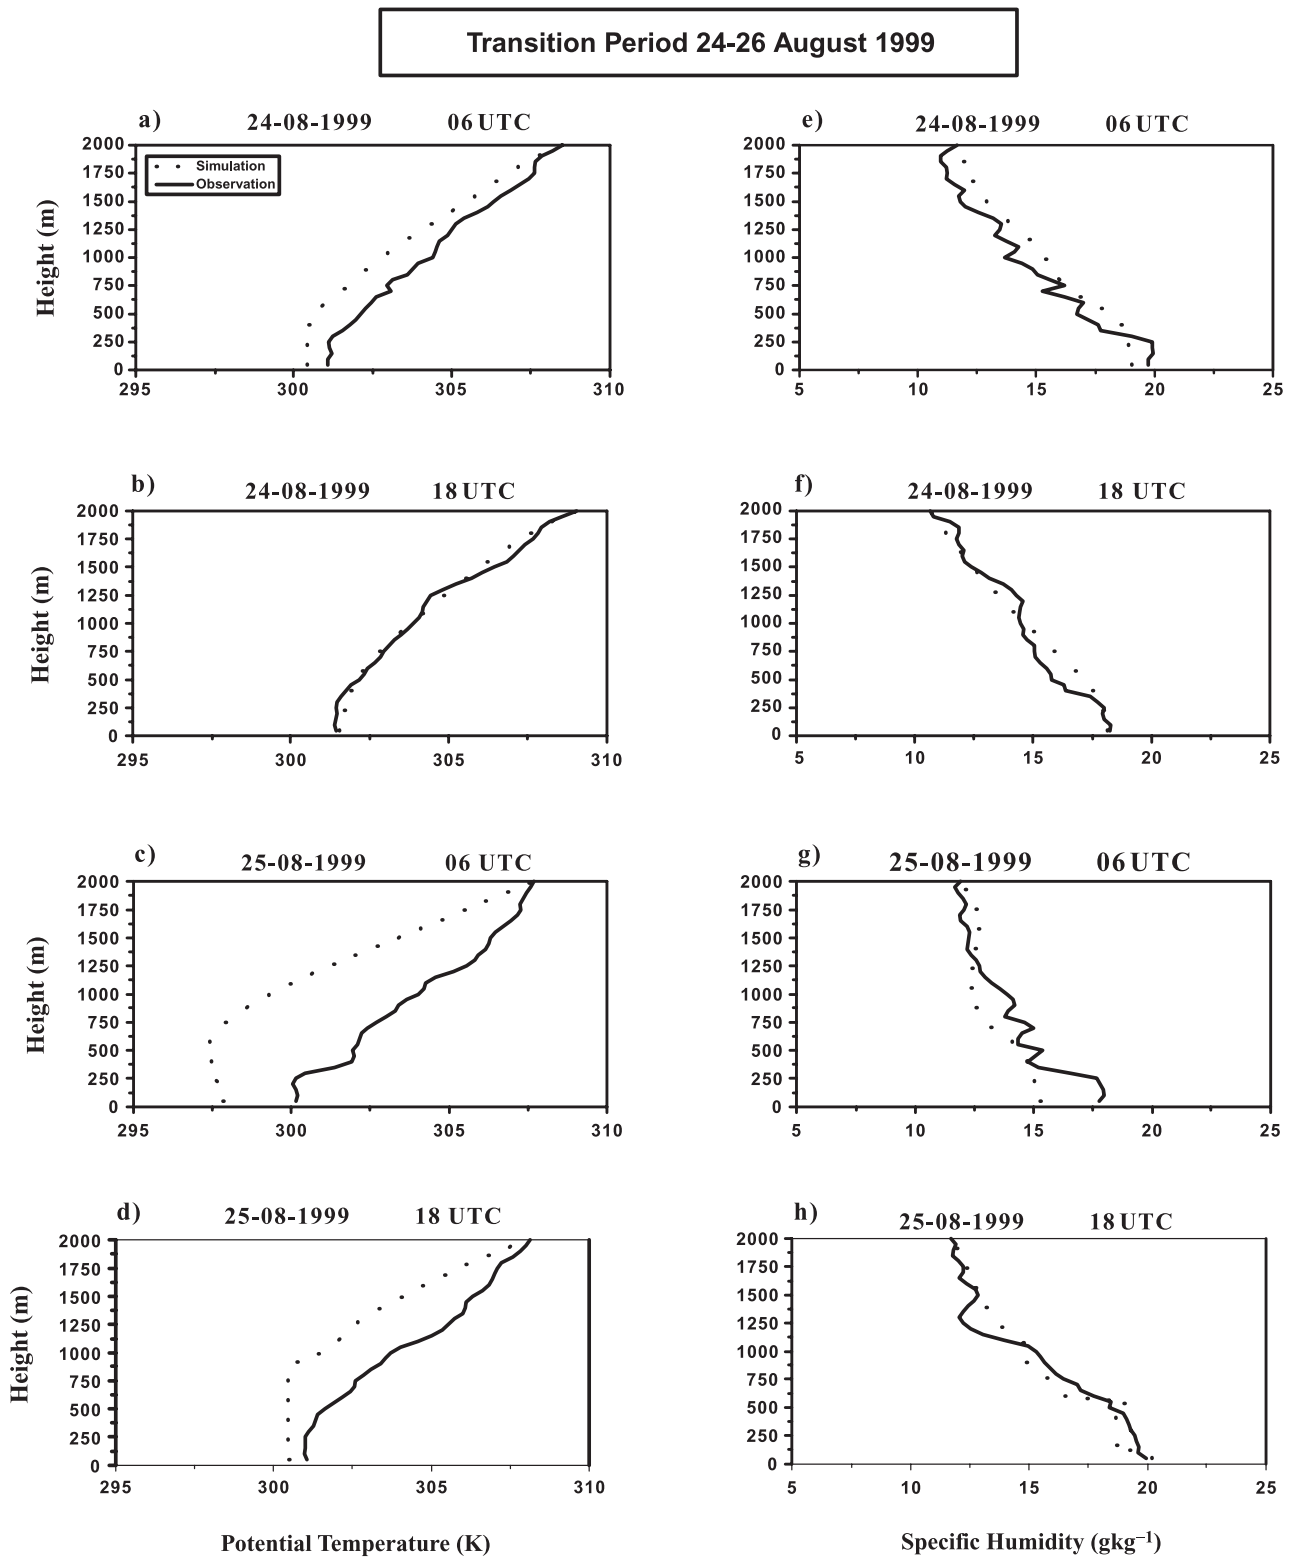 Transition Period 24-26 August 1999
a) 24-08-1999 06 UTC
Simulation
Observation
Height (m)
2000
1750
1500
1250
1000
750
500
250
0
295 300 305 310
e) 24-08-1999 06 UTC
2000
1750
1500
1250
1000
750
500
250
0
5 10 15 20 25
b) 24-08-1999 18 UTC
Height (m)
2000
1750
1500
1250
1000
750
500
250
0
295 300 305 310
f) 24-08-1999 18 UTC
2000
1750
1500
1250
1000
750
500
250
0
5 10 15 20 25
c) 25-08-1999 06 UTC
Height (m)
2000
1750
1500
1250
1000
750
500
250
0
295 300 305 310
g) 25-08-1999 06 UTC
2000
1750
1500
1250
1000
750
500
250
0
5 10 15 20 25
d) 25-08-1999 18 UTC
Height (m)
2000
1750
1500
1250
1000
750
500
250
0
295 300 305 310
Potential Temperature (K)
h) 25-08-1999 18 UTC
2000
1750
1500
1250
1000
750
500
250
0
5 10 15 20 25
Specific Humidity (gkg⁻¹)